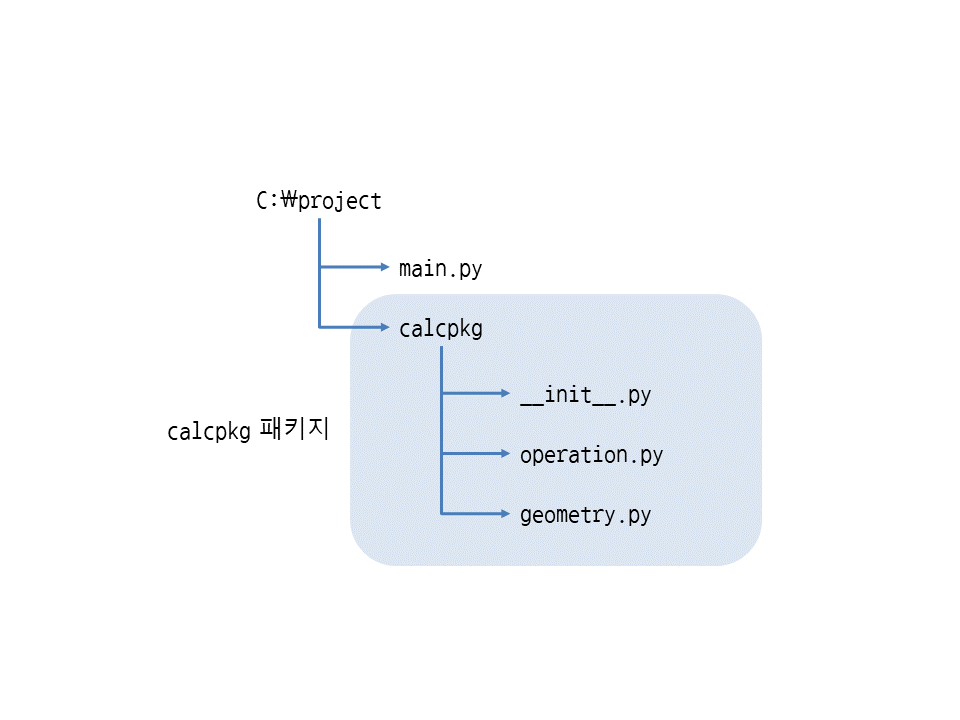 C:₩project
main.py
calcpkg
__init__.py
calcpkg 패키지
operation.py
geometry.py